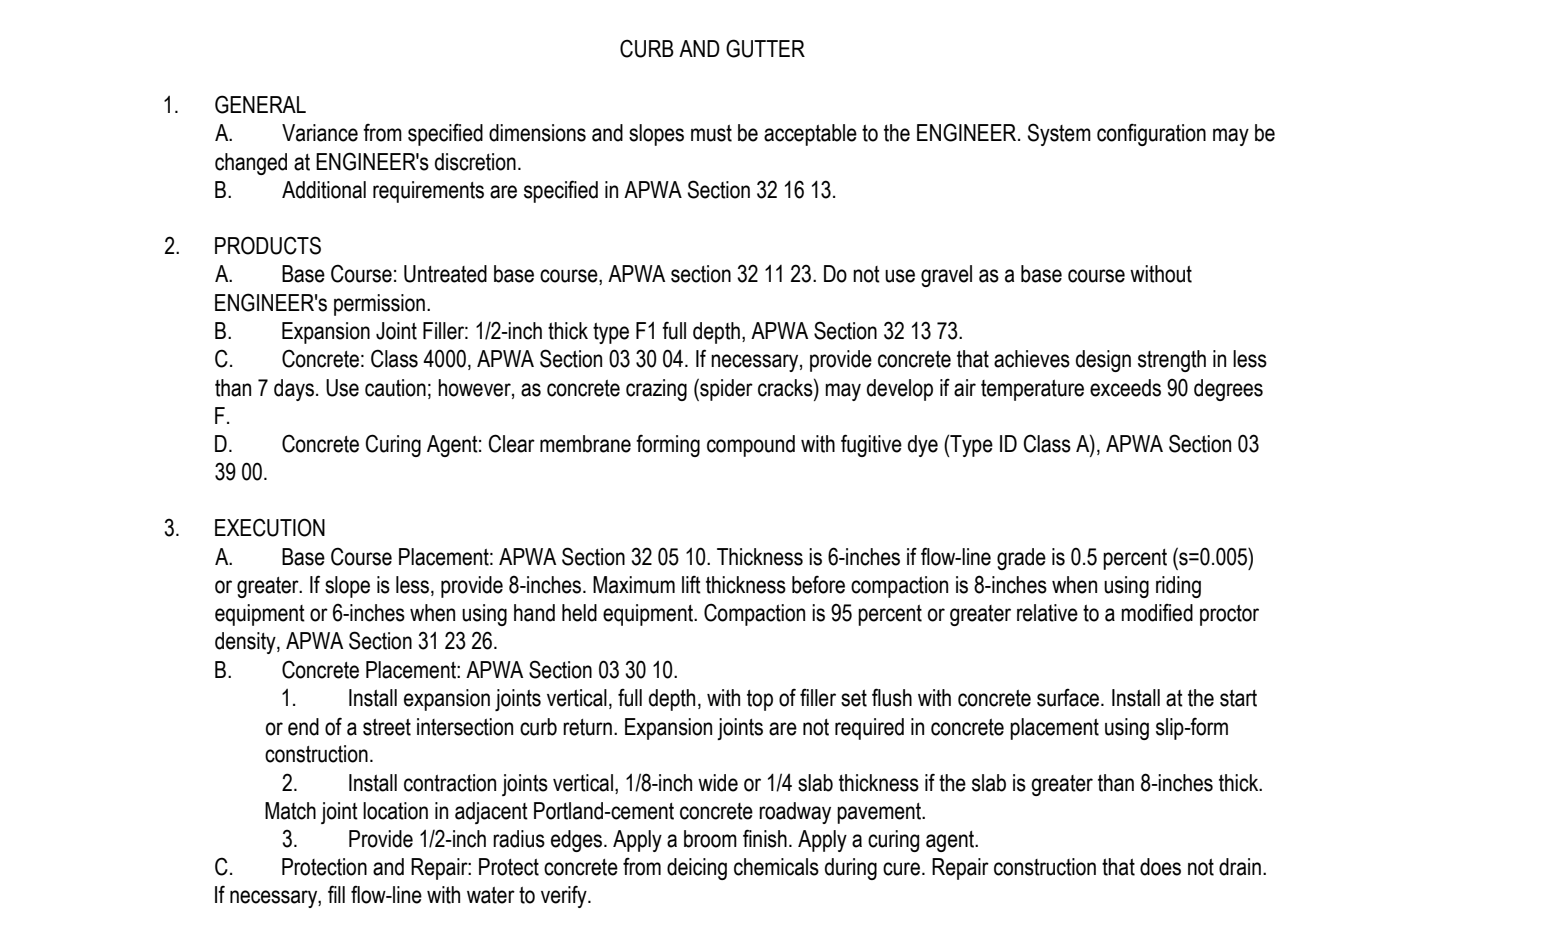 CURB AND GUTTER
1. GENERAL
A. Variance from specified dimensions and slopes must be acceptable to the ENGINEER. System configuration may be
changed at ENGINEER's discretion.
B. Additional requirements are specified in APWA Section 32 16 13.
2. PRODUCTS
A. Base Course: Untreated base course, APWA section 32 11 23. Do not use gravel as a base course without
ENGINEER's permission.
B. Expansion Joint Filler: 1/2-inch thick type F1 full depth, APWA Section 32 13 73.
C. Concrete: Class 4000, APWA Section 03 30 04. If necessary, provide concrete that achieves design strength in less
than 7 days. Use caution; however, as concrete crazing (spider cracks) may develop if air temperature exceeds 90 degrees
F.
D. Concrete Curing Agent: Clear membrane forming compound with fugitive dye (Type ID Class A), APWA Section 03
39 00.
3. EXECUTION
A. Base Course Placement: APWA Section 32 05 10. Thickness is 6-inches if flow-line grade is 0.5 percent (s=0.005)
or greater. If slope is less, provide 8-inches. Maximum lift thickness before compaction is 8-inches when using riding
equipment or 6-inches when using hand held equipment. Compaction is 95 percent or greater relative to a modified proctor
density, APWA Section 31 23 26.
B. Concrete Placement: APWA Section 03 30 10.
1. Install expansion joints vertical, full depth, with top of filler set flush with concrete surface. Install at the start
or end of a street intersection curb return. Expansion joints are not required in concrete placement using slip-form
construction.
2. Install contraction joints vertical, 1/8-inch wide or 1/4 slab thickness if the slab is greater than 8-inches thick.
Match joint location in adjacent Portland-cement concrete roadway pavement.
3. Provide 1/2-inch radius edges. Apply a broom finish. Apply a curing agent.
C. Protection and Repair: Protect concrete from deicing chemicals during cure. Repair construction that does not drain.
If necessary, fill flow-line with water to verify.